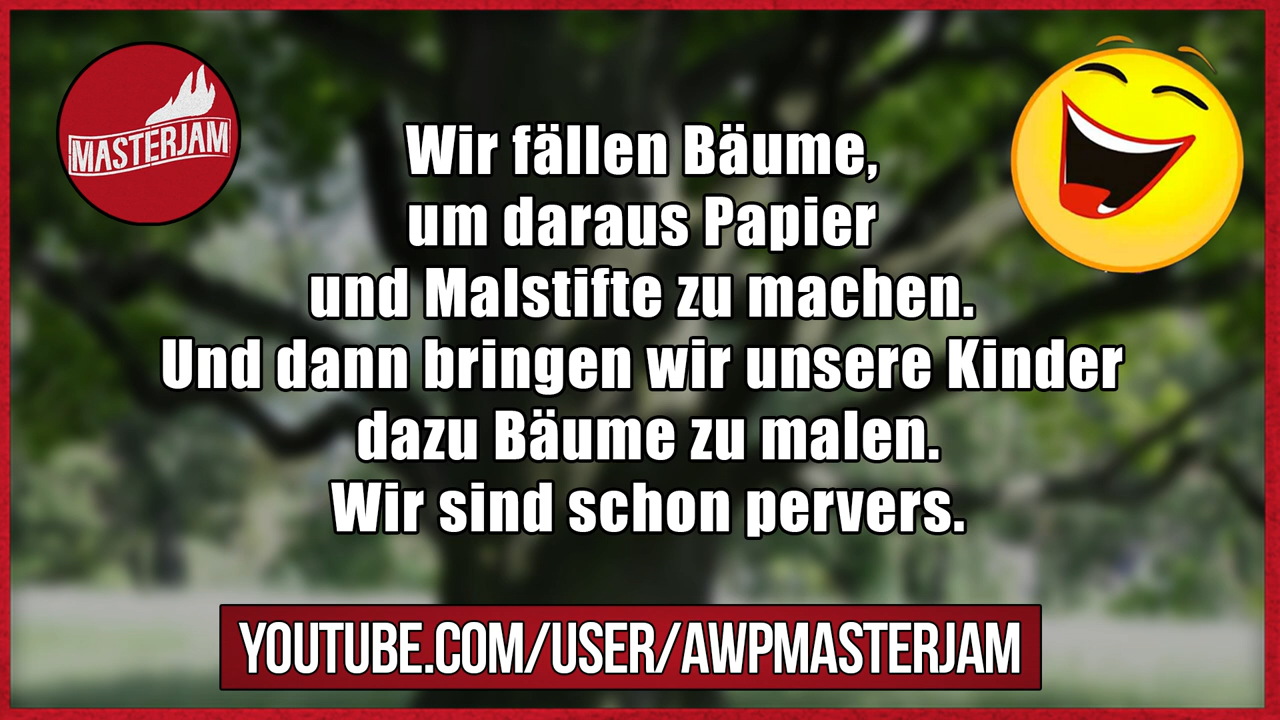 MASTERJAM
Wir fällen Bäume,
um daraus Papier
und Malstifte zu machen.
Und dann bringen wir unsere Kinder
dazu Bäume zu malen.
Wir sind schon pervers.
YOUTUBE.COM/USER/AWPMASTERJAM